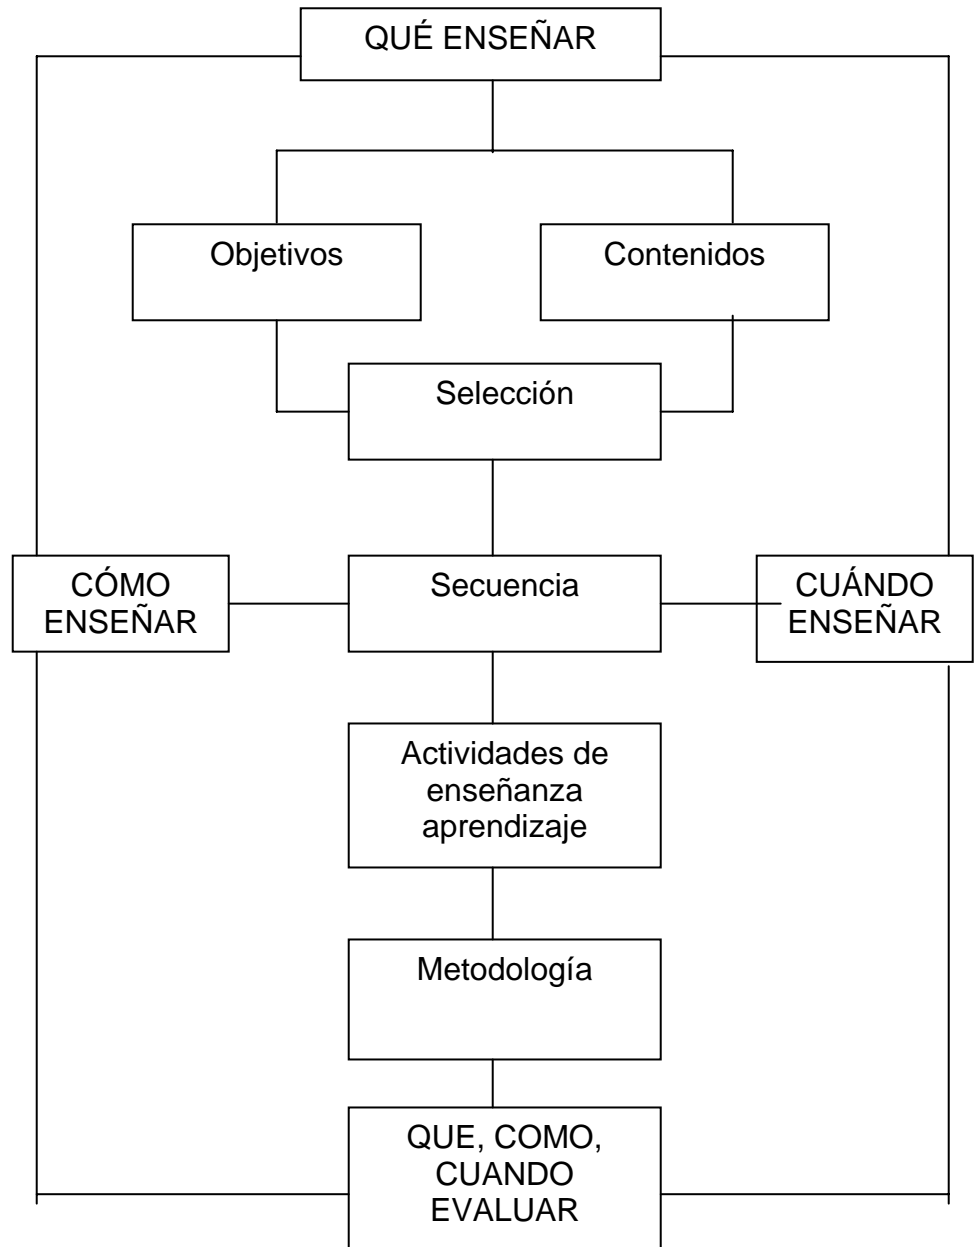 QUÉ ENSEÑAR
Objetivos
Contenidos
Selección
CÓMO
ENSEÑAR
Secuencia
CUÁNDO
ENSEÑAR
Actividades de
enseñanza
aprendizaje
Metodología
QUE, COMO,
CUANDO
EVALUAR